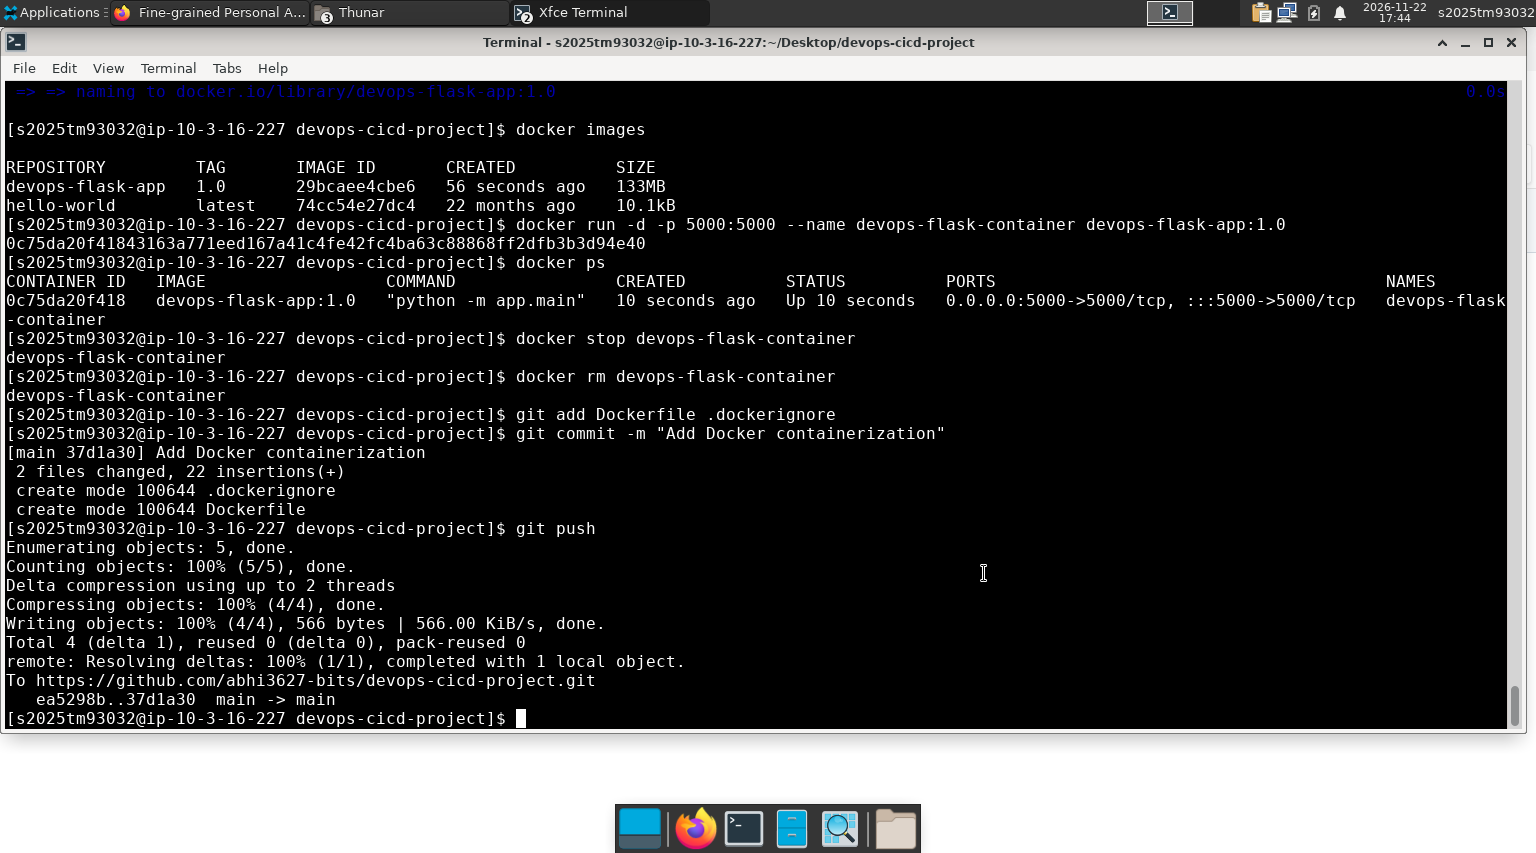 Applications
Fine-grained Personal A...
3 Thunar
2 Xfce Terminal
2026-11-22
17:44
s2025tm93032
Terminal - s2025tm93032@ip-10-3-16-227:~/Desktop/devops-cicd-project
File Edit View Terminal Tabs Help
=> => naming to docker.io/library/devops-flask-app:1.0 0.0s
[s2025tm93032@ip-10-3-16-227 devops-cicd-project]$ docker images
REPOSITORY TAG IMAGE ID CREATED SIZE
devops-flask-app 1.0 29bcaee4cbe6 56 seconds ago 133MB
hello-world latest 74cc54e27dc4 22 months ago 10.1kB
[s2025tm93032@ip-10-3-16-227 devops-cicd-project]$ docker run -d -p 5000:5000 --name devops-flask-container devops-flask-app:1.0
0c75da20f41843163a771eed167a41c4fe42fc4ba63c88868ff2dfb3b3d94e40
[s2025tm93032@ip-10-3-16-227 devops-cicd-project]$ docker ps
CONTAINER ID IMAGE COMMAND CREATED STATUS PORTS NAMES
0c75da20f418 devops-flask-app:1.0 "python -m app.main" 10 seconds ago Up 10 seconds 0.0.0.0:5000->5000/tcp, :::5000->5000/tcp devops-flask
-container
[s2025tm93032@ip-10-3-16-227 devops-cicd-project]$ docker stop devops-flask-container
devops-flask-container
[s2025tm93032@ip-10-3-16-227 devops-cicd-project]$ docker rm devops-flask-container
devops-flask-container
[s2025tm93032@ip-10-3-16-227 devops-cicd-project]$ git add Dockerfile .dockerignore
[s2025tm93032@ip-10-3-16-227 devops-cicd-project]$ git commit -m "Add Docker containerization"
[main 37d1a30] Add Docker containerization
2 files changed, 22 insertions(+)
create mode 100644 .dockerignore
create mode 100644 Dockerfile
[s2025tm93032@ip-10-3-16-227 devops-cicd-project]$ git push
Enumerating objects: 5, done.
Counting objects: 100% (5/5), done.
Delta compression using up to 2 threads
Compressing objects: 100% (4/4), done.
Writing objects: 100% (4/4), 566 bytes | 566.00 KiB/s, done.
Total 4 (delta 1), reused 0 (delta 0), pack-reused 0
remote: Resolving deltas: 100% (1/1), completed with 1 local object.
To https://github.com/abhi3627-bits/devops-cicd-project.git
ea5298b..37d1a30 main -> main
[s2025tm93032@ip-10-3-16-227 devops-cicd-project]$